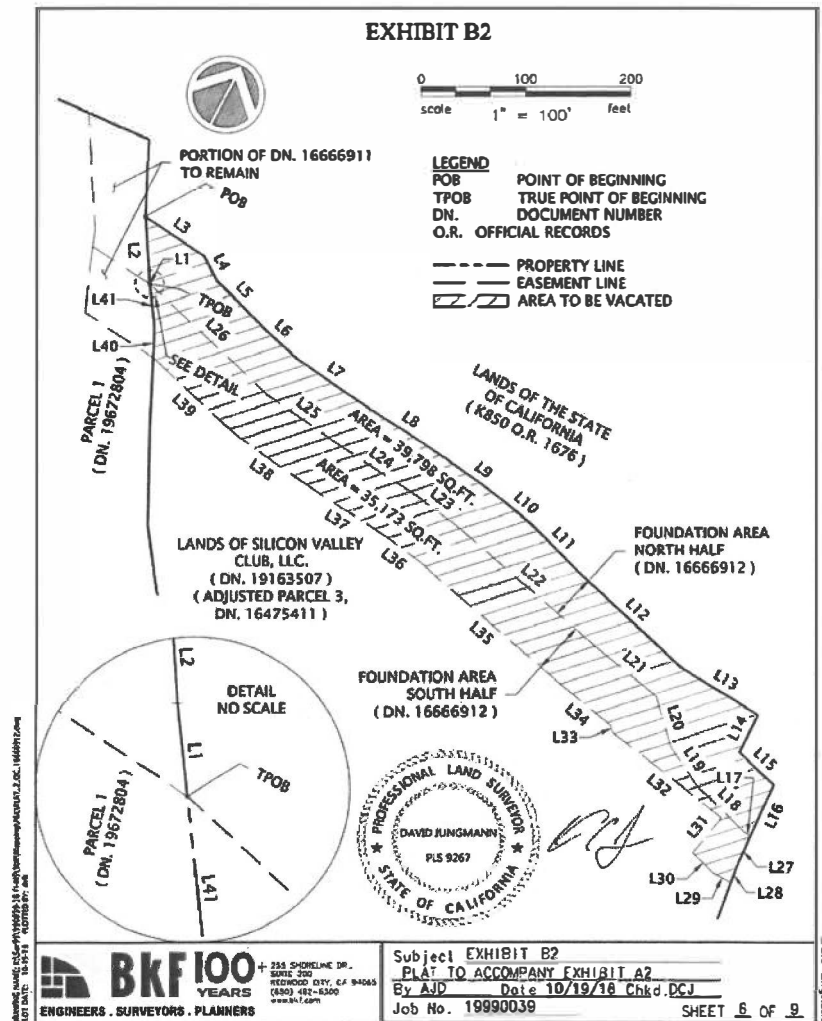 EXHIBIT B2
0 100 200
scale 1" = 100' feet
PORTION OF DN. 16666911
TO REMAIN
POB
LEGEND
POB POINT OF BEGINNING
TPOB TRUE POINT OF BEGINNING
DN. DOCUMENT NUMBER
O.R. OFFICIAL RECORDS
PROPERTY LINE
EASEMENT LINE
AREA TO BE VACATED
L3
L2
L1
L4
L5
L41
TPOB
L26
L6
L40
SEE DETAIL
L7
PARCEL 1
(DN. 19672804)
L39
L25
L8
LANDS OF THE STATE
OF CALIFORNIA
(K850 O.R. 1676)
AREA = 39,798 SQ.FT.
L24
L23
L9
L38
AREA = 35,173 SQ.FT.
L10
L37
L11
L36
LANDS OF SILICON VALLEY
CLUB, LLC.
(DN. 19163507)
(ADJUSTED PARCEL 3,
DN. 16475411)
FOUNDATION AREA
NORTH HALF
(DN. 16666912)
L22
L12
L35
L21
L13
FOUNDATION AREA
SOUTH HALF
(DN. 16666912)
L34
L33
L20
L14
L15
L19
L17
L18
L32
L16
L31
L27
L30
L29
L28
L2
DETAIL
NO SCALE
L1
TPOB
PARCEL 1
(DN. 19672804)
L41
PROFESSIONAL LAND SURVEYOR
DAVID JUNGMANN
PLS 9267
STATE OF CALIFORNIA
BKF 100+
YEARS
ENGINEERS . SURVEYORS . PLANNERS
255 SHORELINE DR.,
SUITE 200
REDWOOD CITY, CA 94065
(650) 482-6300
www.bkf.com
Subject EXHIBIT B2
PLAT TO ACCOMPANY EXHIBIT A2
By AJD Date 10/19/16 Chkd. DCJ
Job No. 19990039
SHEET 6 OF 9